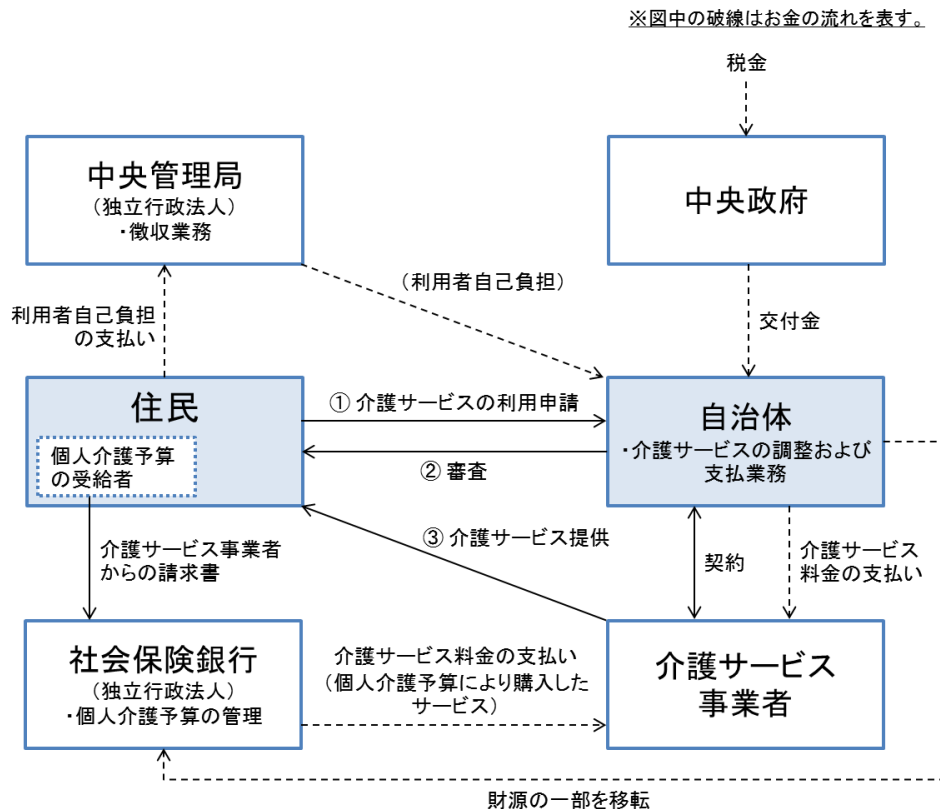 ※図中の破線はお金の流れを表す。
税金
中央管理局
（独立行政法人）
・徴収業務
中央政府
（利用者自己負担）
利用者自己負担
の支払い
交付金
住民
個人介護予算
の受給者
① 介護サービスの利用申請
② 審査
自治体
・介護サービスの調整および
支払業務
③ 介護サービス提供
介護サービス事業者
からの請求書
契約
介護サービス
料金の支払い
社会保険銀行
（独立行政法人）
・個人介護予算の管理
介護サービス料金の支払い
（個人介護予算により購入した
サービス）
介護サービス
事業者
財源の一部を移転